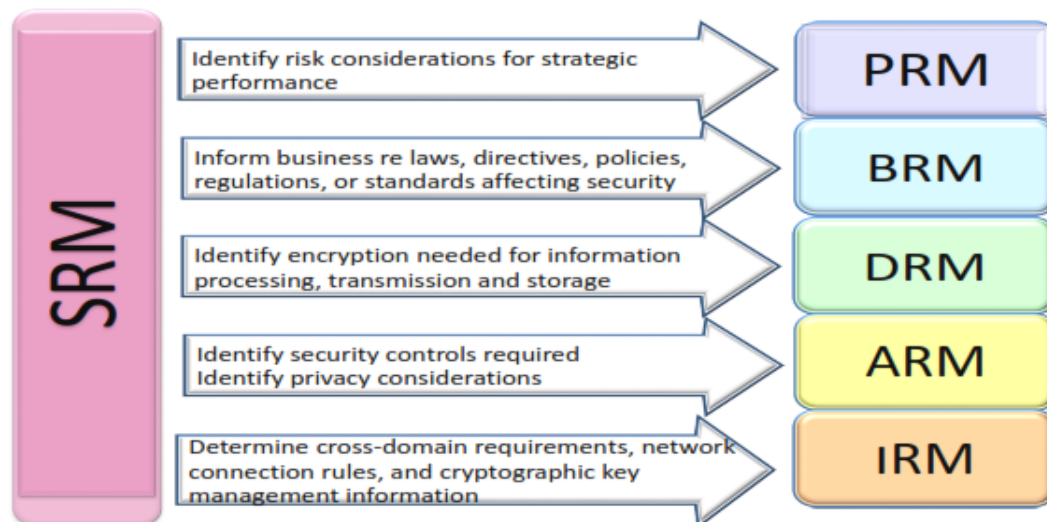 SRM
Identify risk considerations for strategic
performance
PRM
Inform business re laws, directives, policies,
regulations, or standards affecting security
BRM
Identify encryption needed for information
processing, transmission and storage
DRM
Identify security controls required
Identify privacy considerations
ARM
Determine cross-domain requirements, network
connection rules, and cryptographic key
management information
IRM